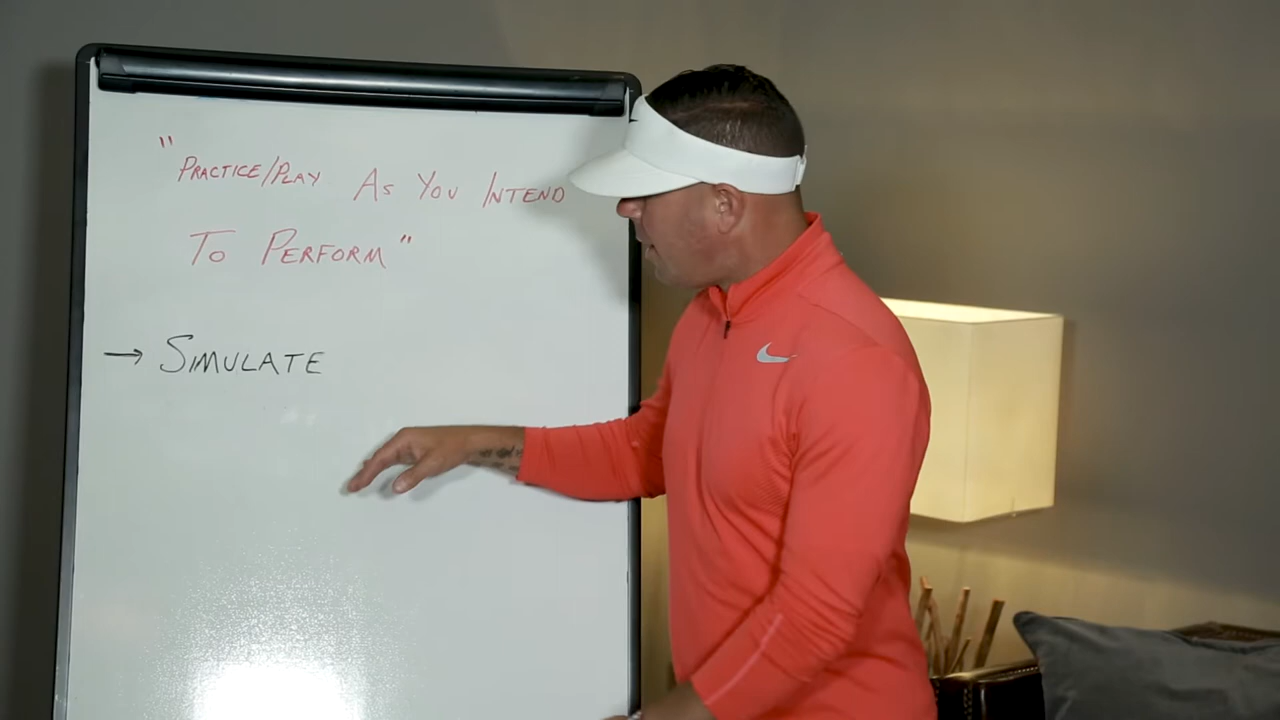 "Practice/Play As You Intend
To Perform"
→ Simulate